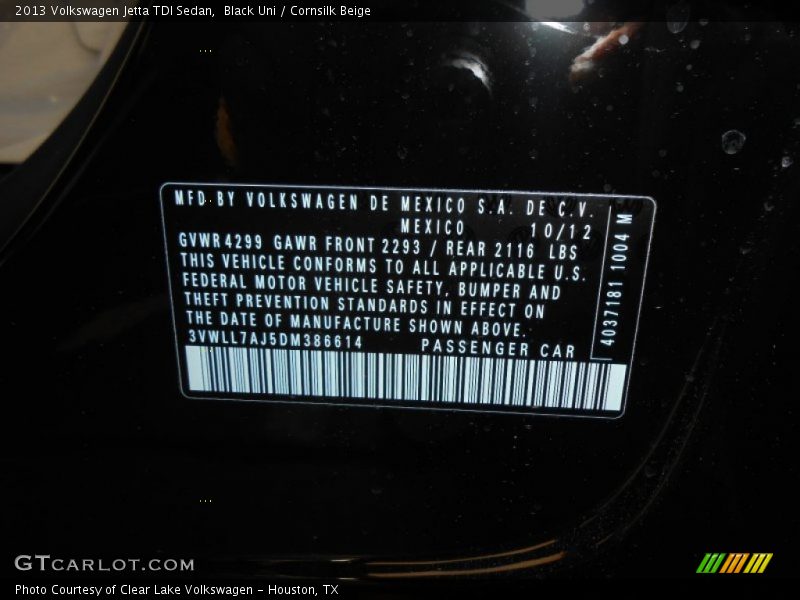 2013 Volkswagen Jetta TDI Sedan,  Black Uni / Cornsilk Beige
MFD BY VOLKSWAGEN DE MEXICO S.A. DE C.V.
MEXICO 10/12
GVWR 4299 GAWR FRONT 2293 / REAR 2116 LBS
THIS VEHICLE CONFORMS TO ALL APPLICABLE U.S.
FEDERAL MOTOR VEHICLE SAFETY, BUMPER AND
THEFT PREVENTION STANDARDS IN EFFECT ON
THE DATE OF MANUFACTURE SHOWN ABOVE.
3VWLL7AJ5DM386614 PASSENGER CAR
40371811004 M
GTCARLOT.COM
Photo Courtesy of Clear Lake Volkswagen - Houston, TX